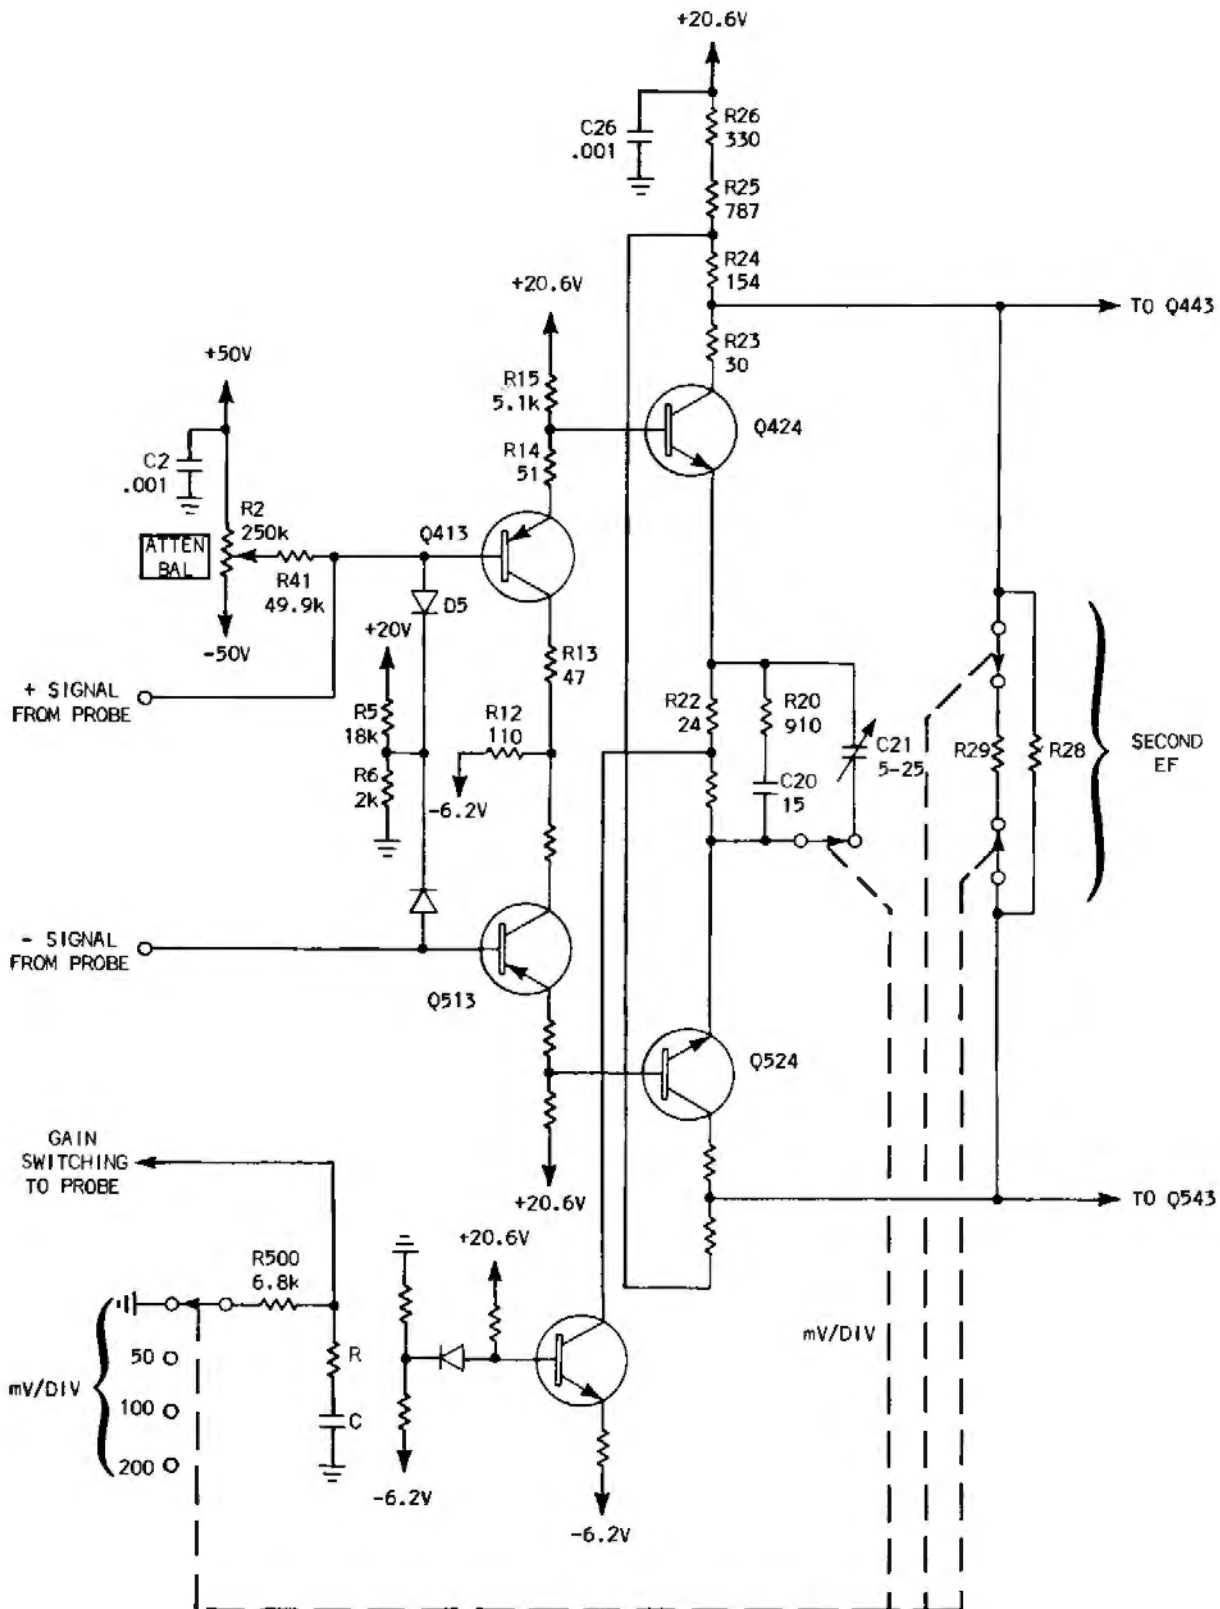 +20.6V
C26
.001
R26
330
R25
787
R24
154
TO Q443
+20.6V
R23
30
+50V
R15
5.1k
Q424
C2
.001
R14
51
R2
250k
Q413
ATTEN
BAL
R41
49.9k
D5
-50V
+20V
R13
47
+ SIGNAL
FROM PROBE
R5
18k
R12
110
R22
24
R20
910
C21
5-25
R29
R28
SECOND
EF
R6
2k
-6.2V
C20
15
- SIGNAL
FROM PROBE
Q513
Q524
GAIN
SWITCHING
TO PROBE
+20.6V
TO Q543
+20.6V
R500
6.8k
mV/DIV
R
50
mV/DIV
100
C
200
-6.2V
-6.2V